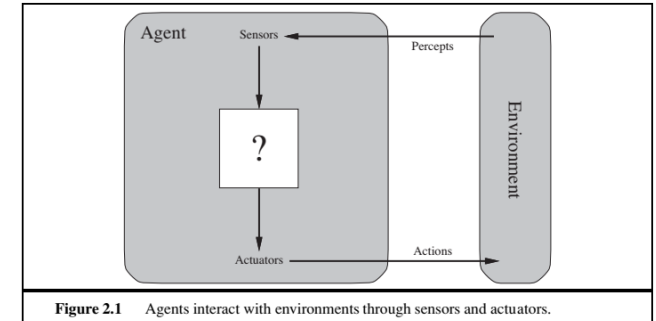 Agent
Sensors
Percepts
?
Environment
Actuators
Actions
Figure 2.1 Agents interact with environments through sensors and actuators.